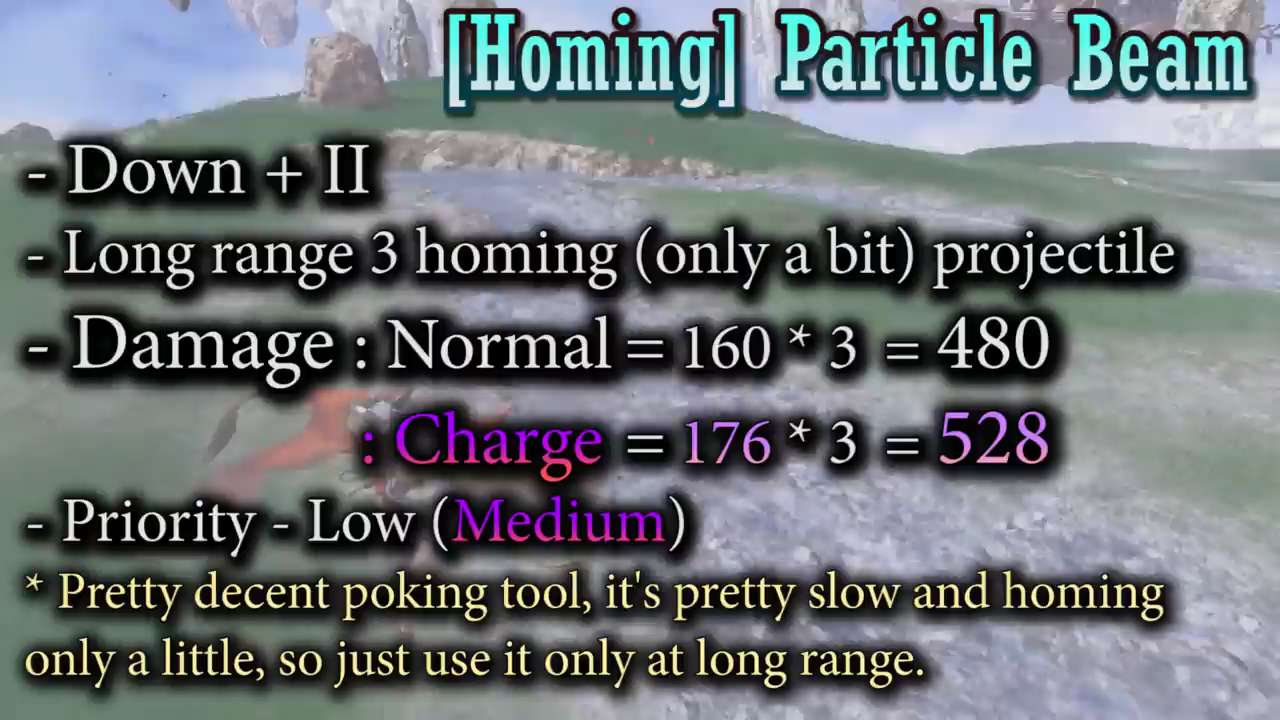 [Homing] Particle Beam
- Down + II
- Long range 3 homing (only a bit) projectile
- Damage : Normal = 160 * 3 = 480
: Charge = 176 * 3 = 528
- Priority - Low (Medium)
* Pretty decent poking tool, it's pretty slow and homing
only a little, so just use it only at long range.